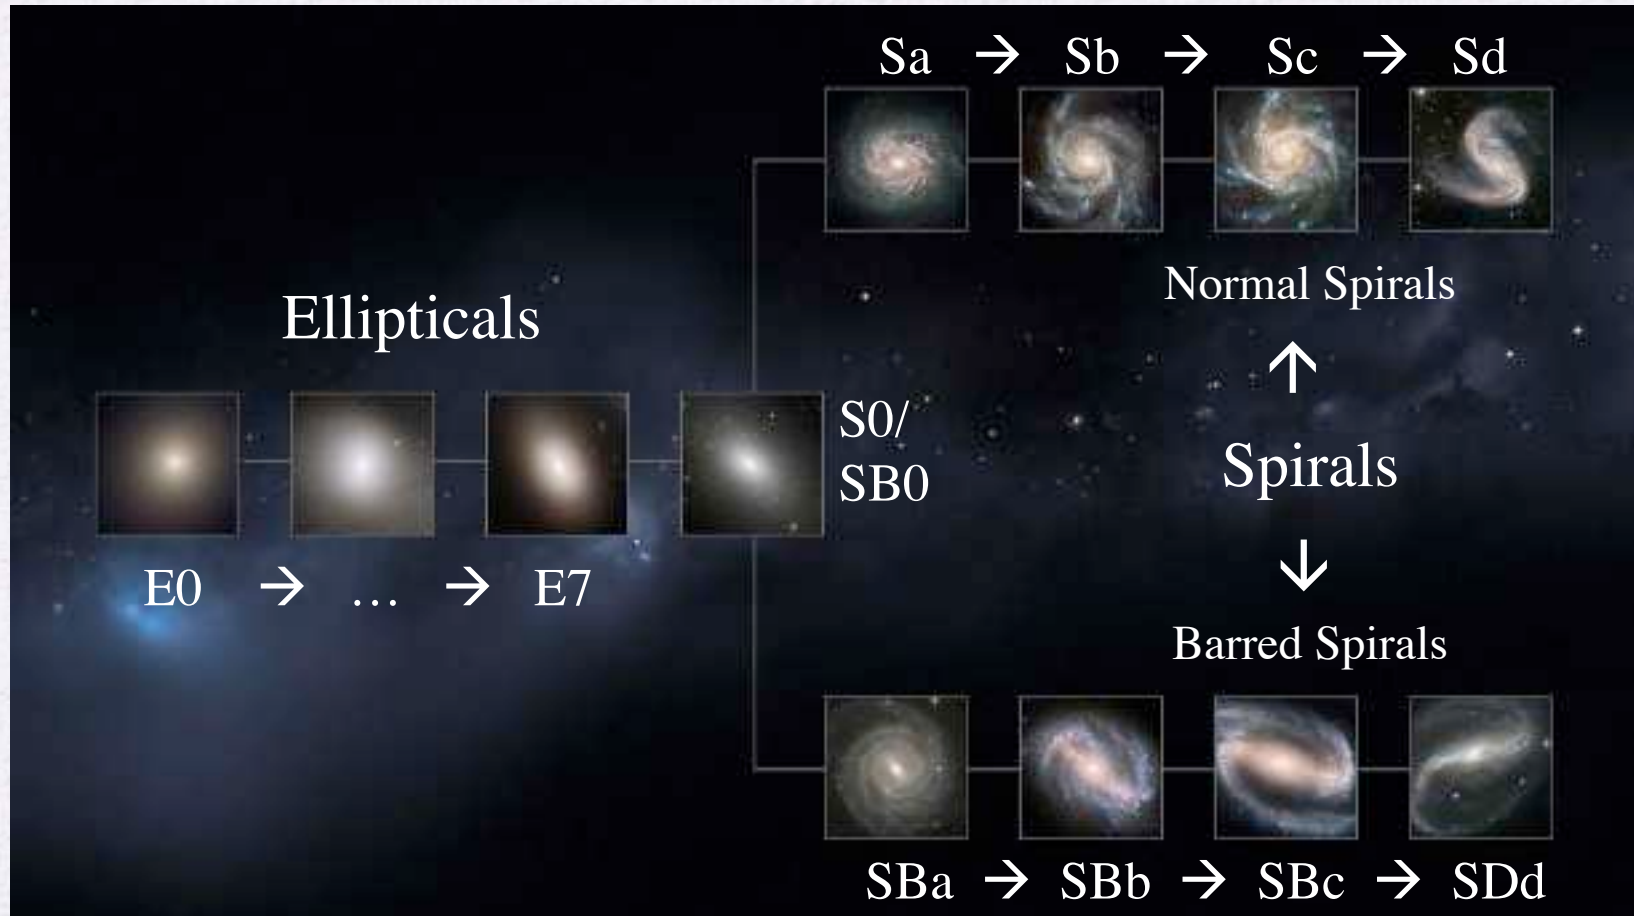 Sa → Sb → Sc → Sd
Normal Spirals
↑
Ellipticals
S0/
SB0
Spirals
E0 → … → E7
↓
Barred Spirals
SBa → SBb → SBc → SDd